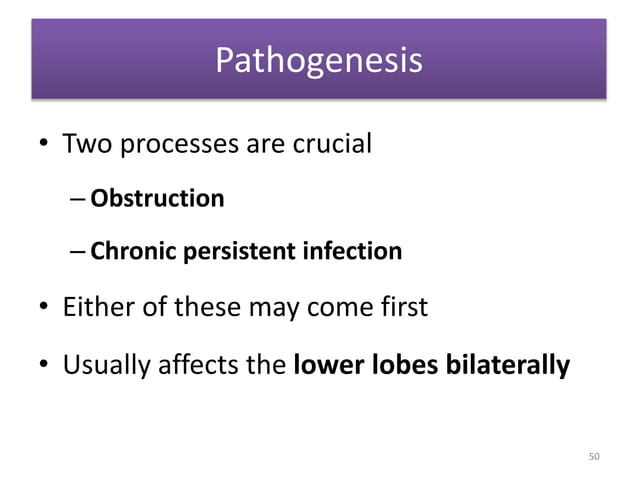 Pathogenesis
• Two processes are crucial
– Obstruction
– Chronic persistent infection
• Either of these may come first
• Usually affects the lower lobes bilaterally
50